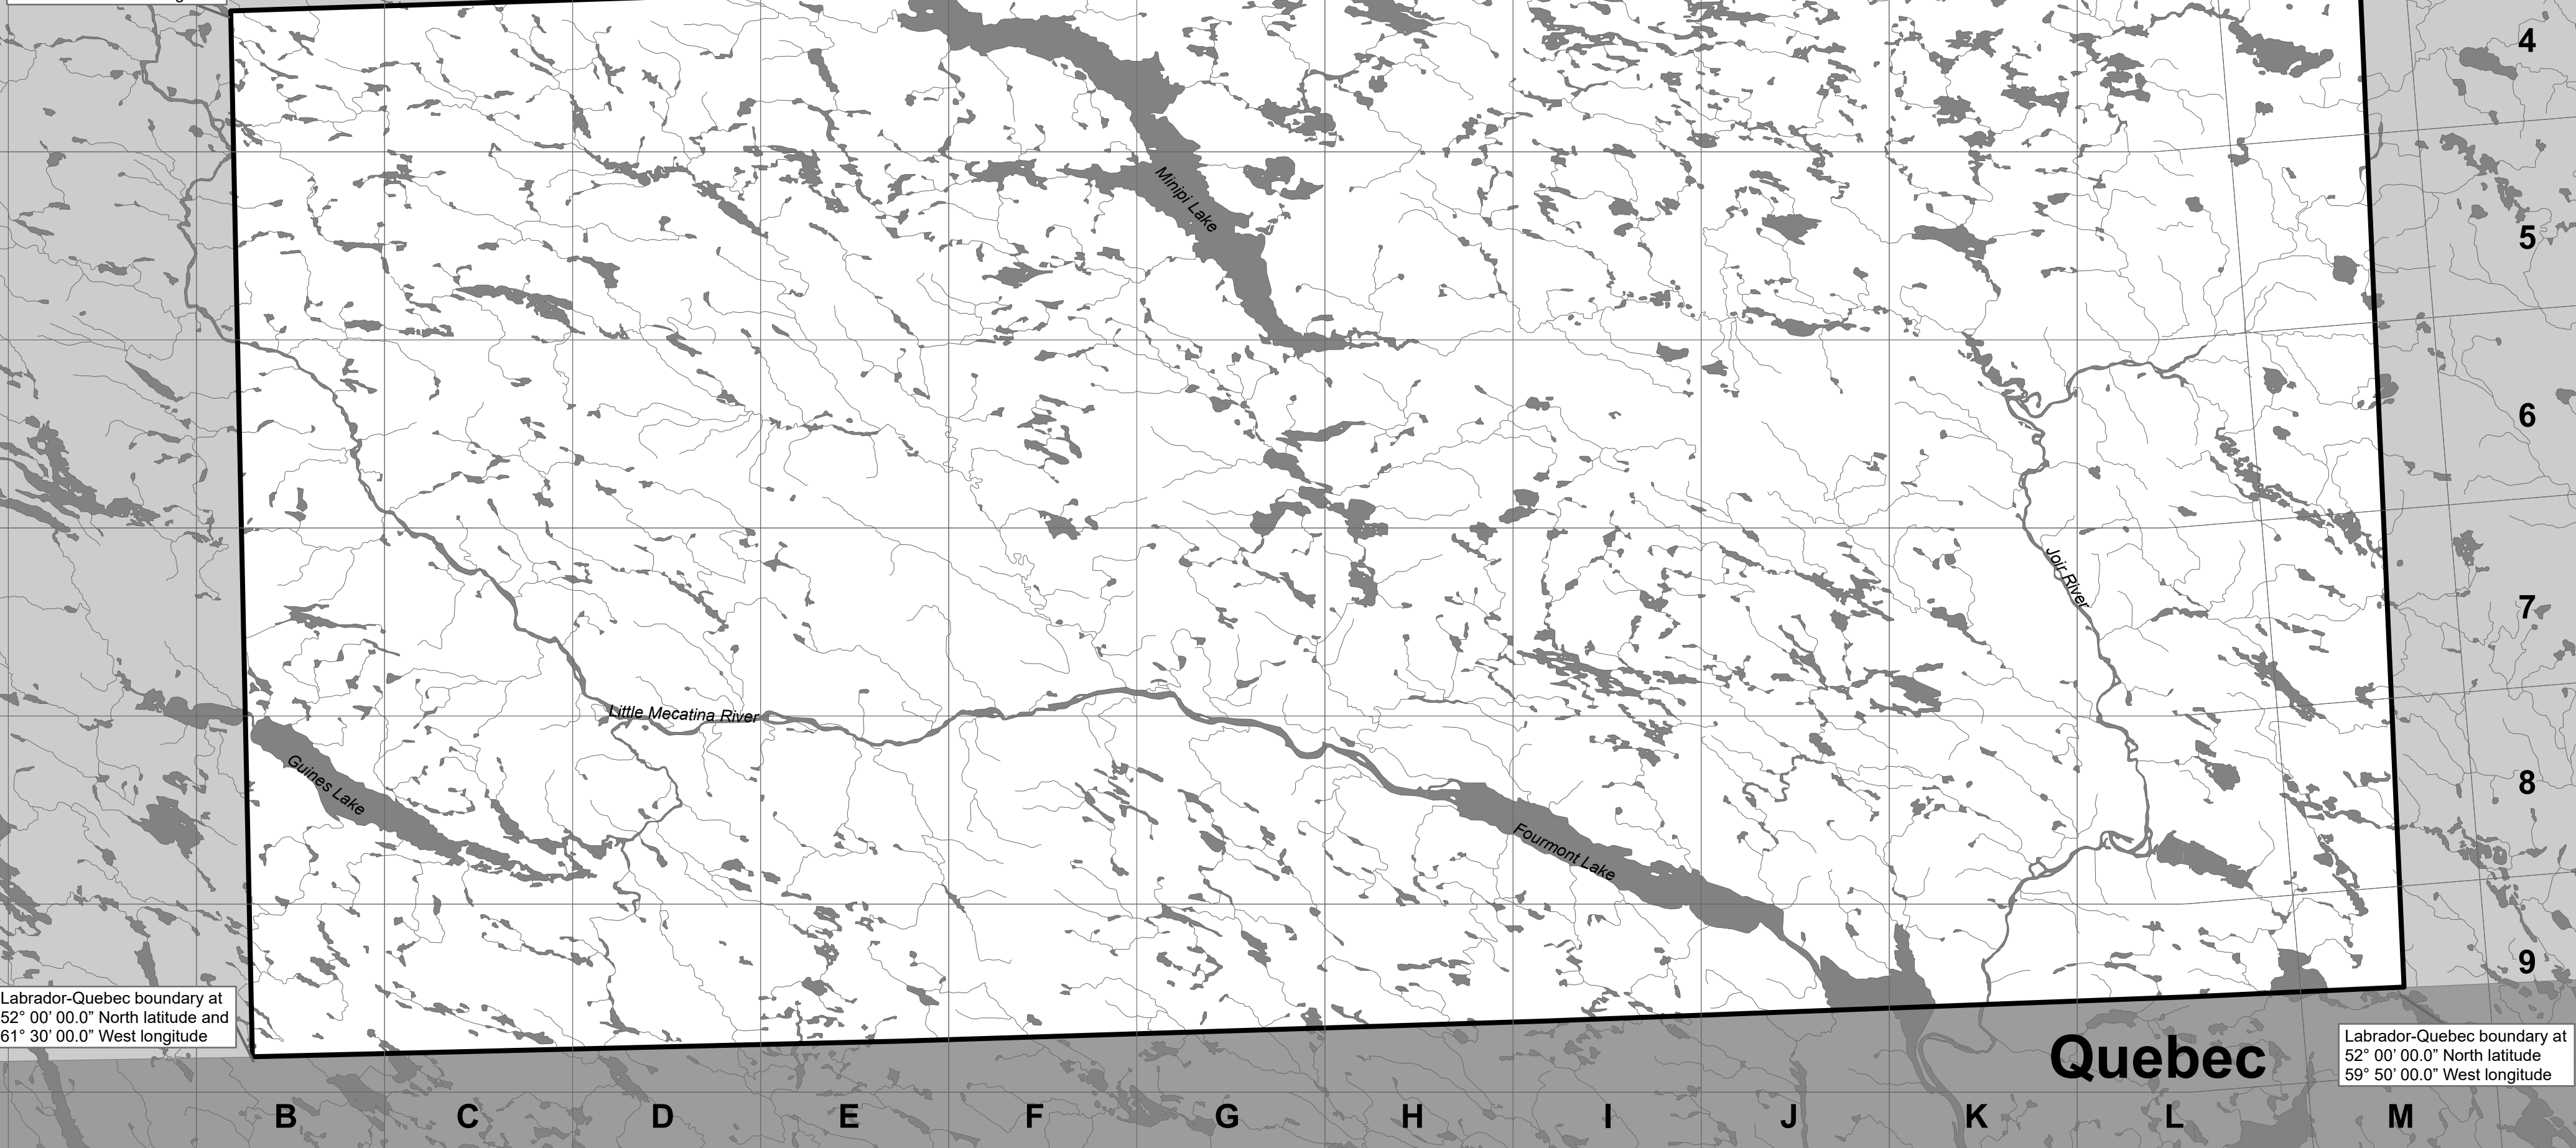 4
Minipi Lake
5
6
Joir River
7
Little Mecatina River
Guines Lake
8
Fourmont Lake
9
Labrador-Quebec boundary at
52° 00’ 00.0” North latitude and
61° 30’ 00.0” West longitude
Quebec
Labrador-Quebec boundary at
52° 00’ 00.0” North latitude
59° 50’ 00.0” West longitude
B C D E F G H I J K L M